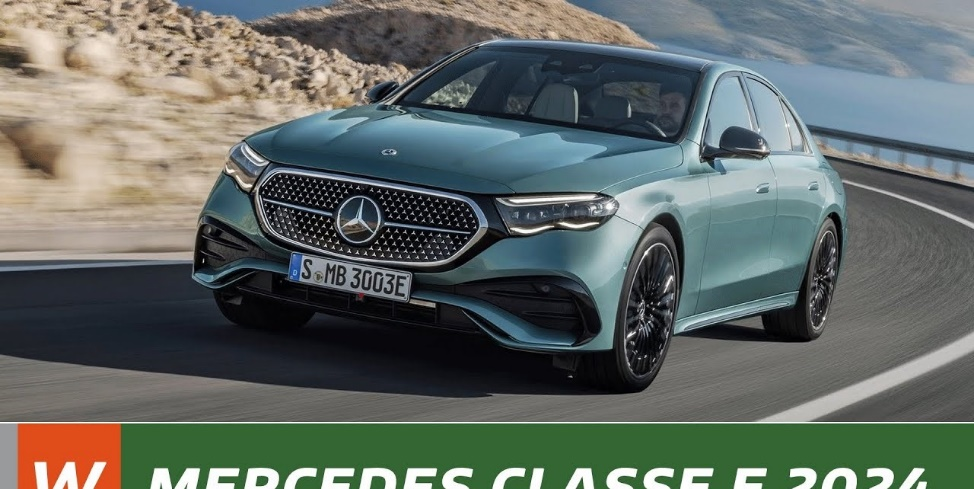 D S MB 3003E
W MERCEDES CLASSE E 2024